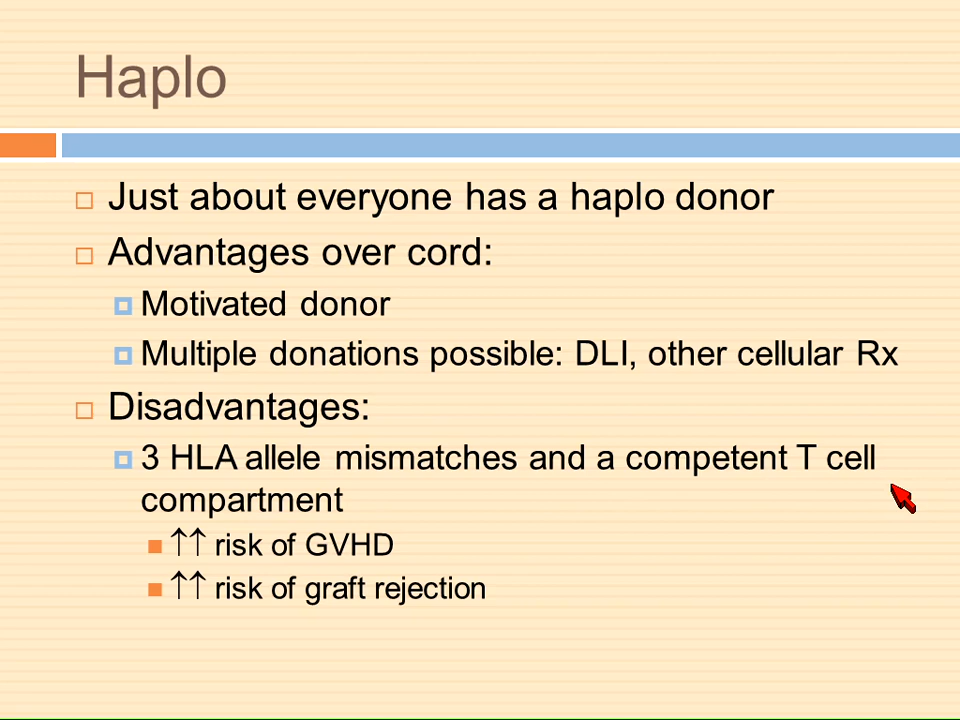 Haplo
Just about everyone has a haplo donor
Advantages over cord:
Motivated donor
Multiple donations possible: DLI, other cellular Rx
Disadvantages:
3 HLA allele mismatches and a competent T cell
compartment
↑↑ risk of GVHD
↑↑ risk of graft rejection